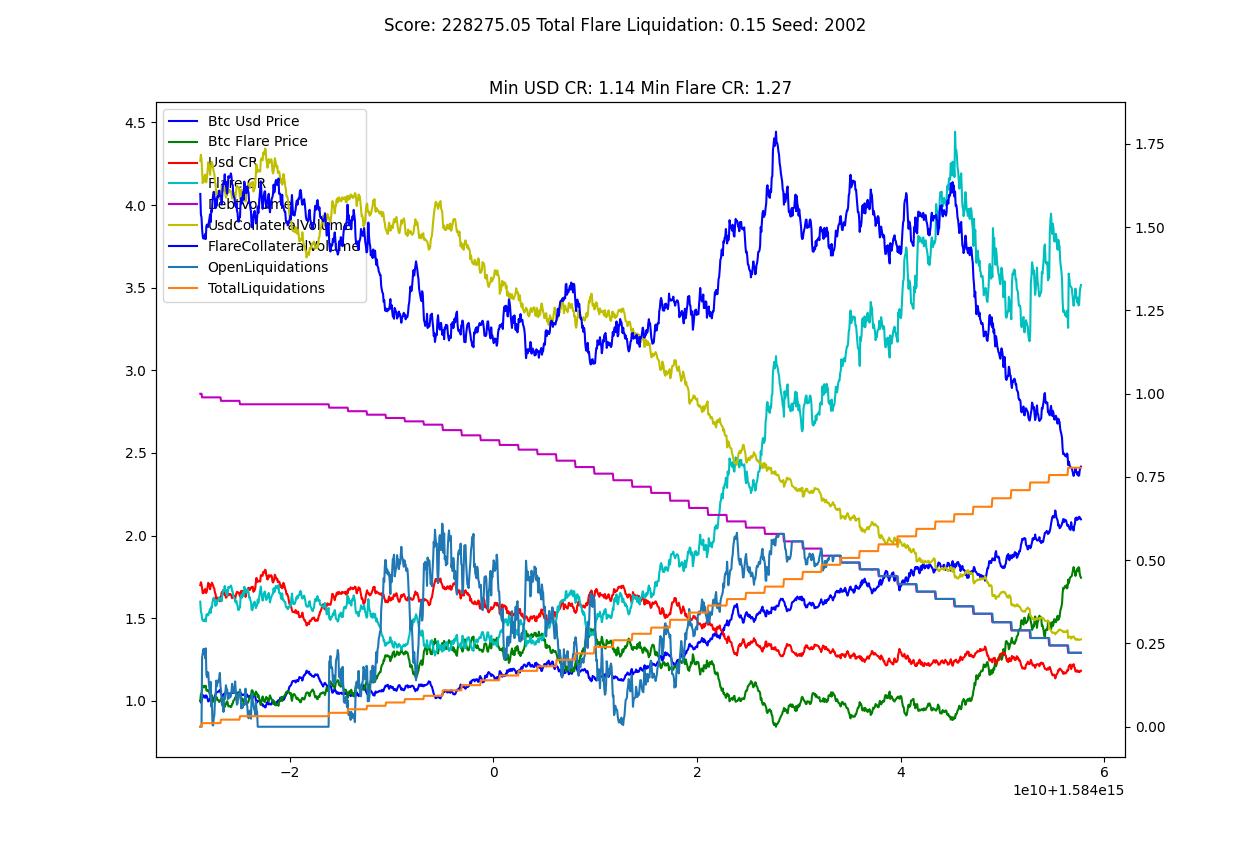 Score: 228275.05 Total Flare Liquidation: 0.15 Seed: 2002
Min USD CR: 1.14 Min Flare CR: 1.27
Btc Usd Price
Btc Flare Price
Usd CR
Flare CR
DebtVolume
UsdCollateralVolume
FlareCollateralVolume
OpenLiquidations
TotalLiquidations
4.5
4.0
3.5
3.0
2.5
2.0
1.5
1.0
1.75
1.50
1.25
1.00
0.75
0.50
0.25
0.00
−2 0 2 4 6
1e10+1.584e15